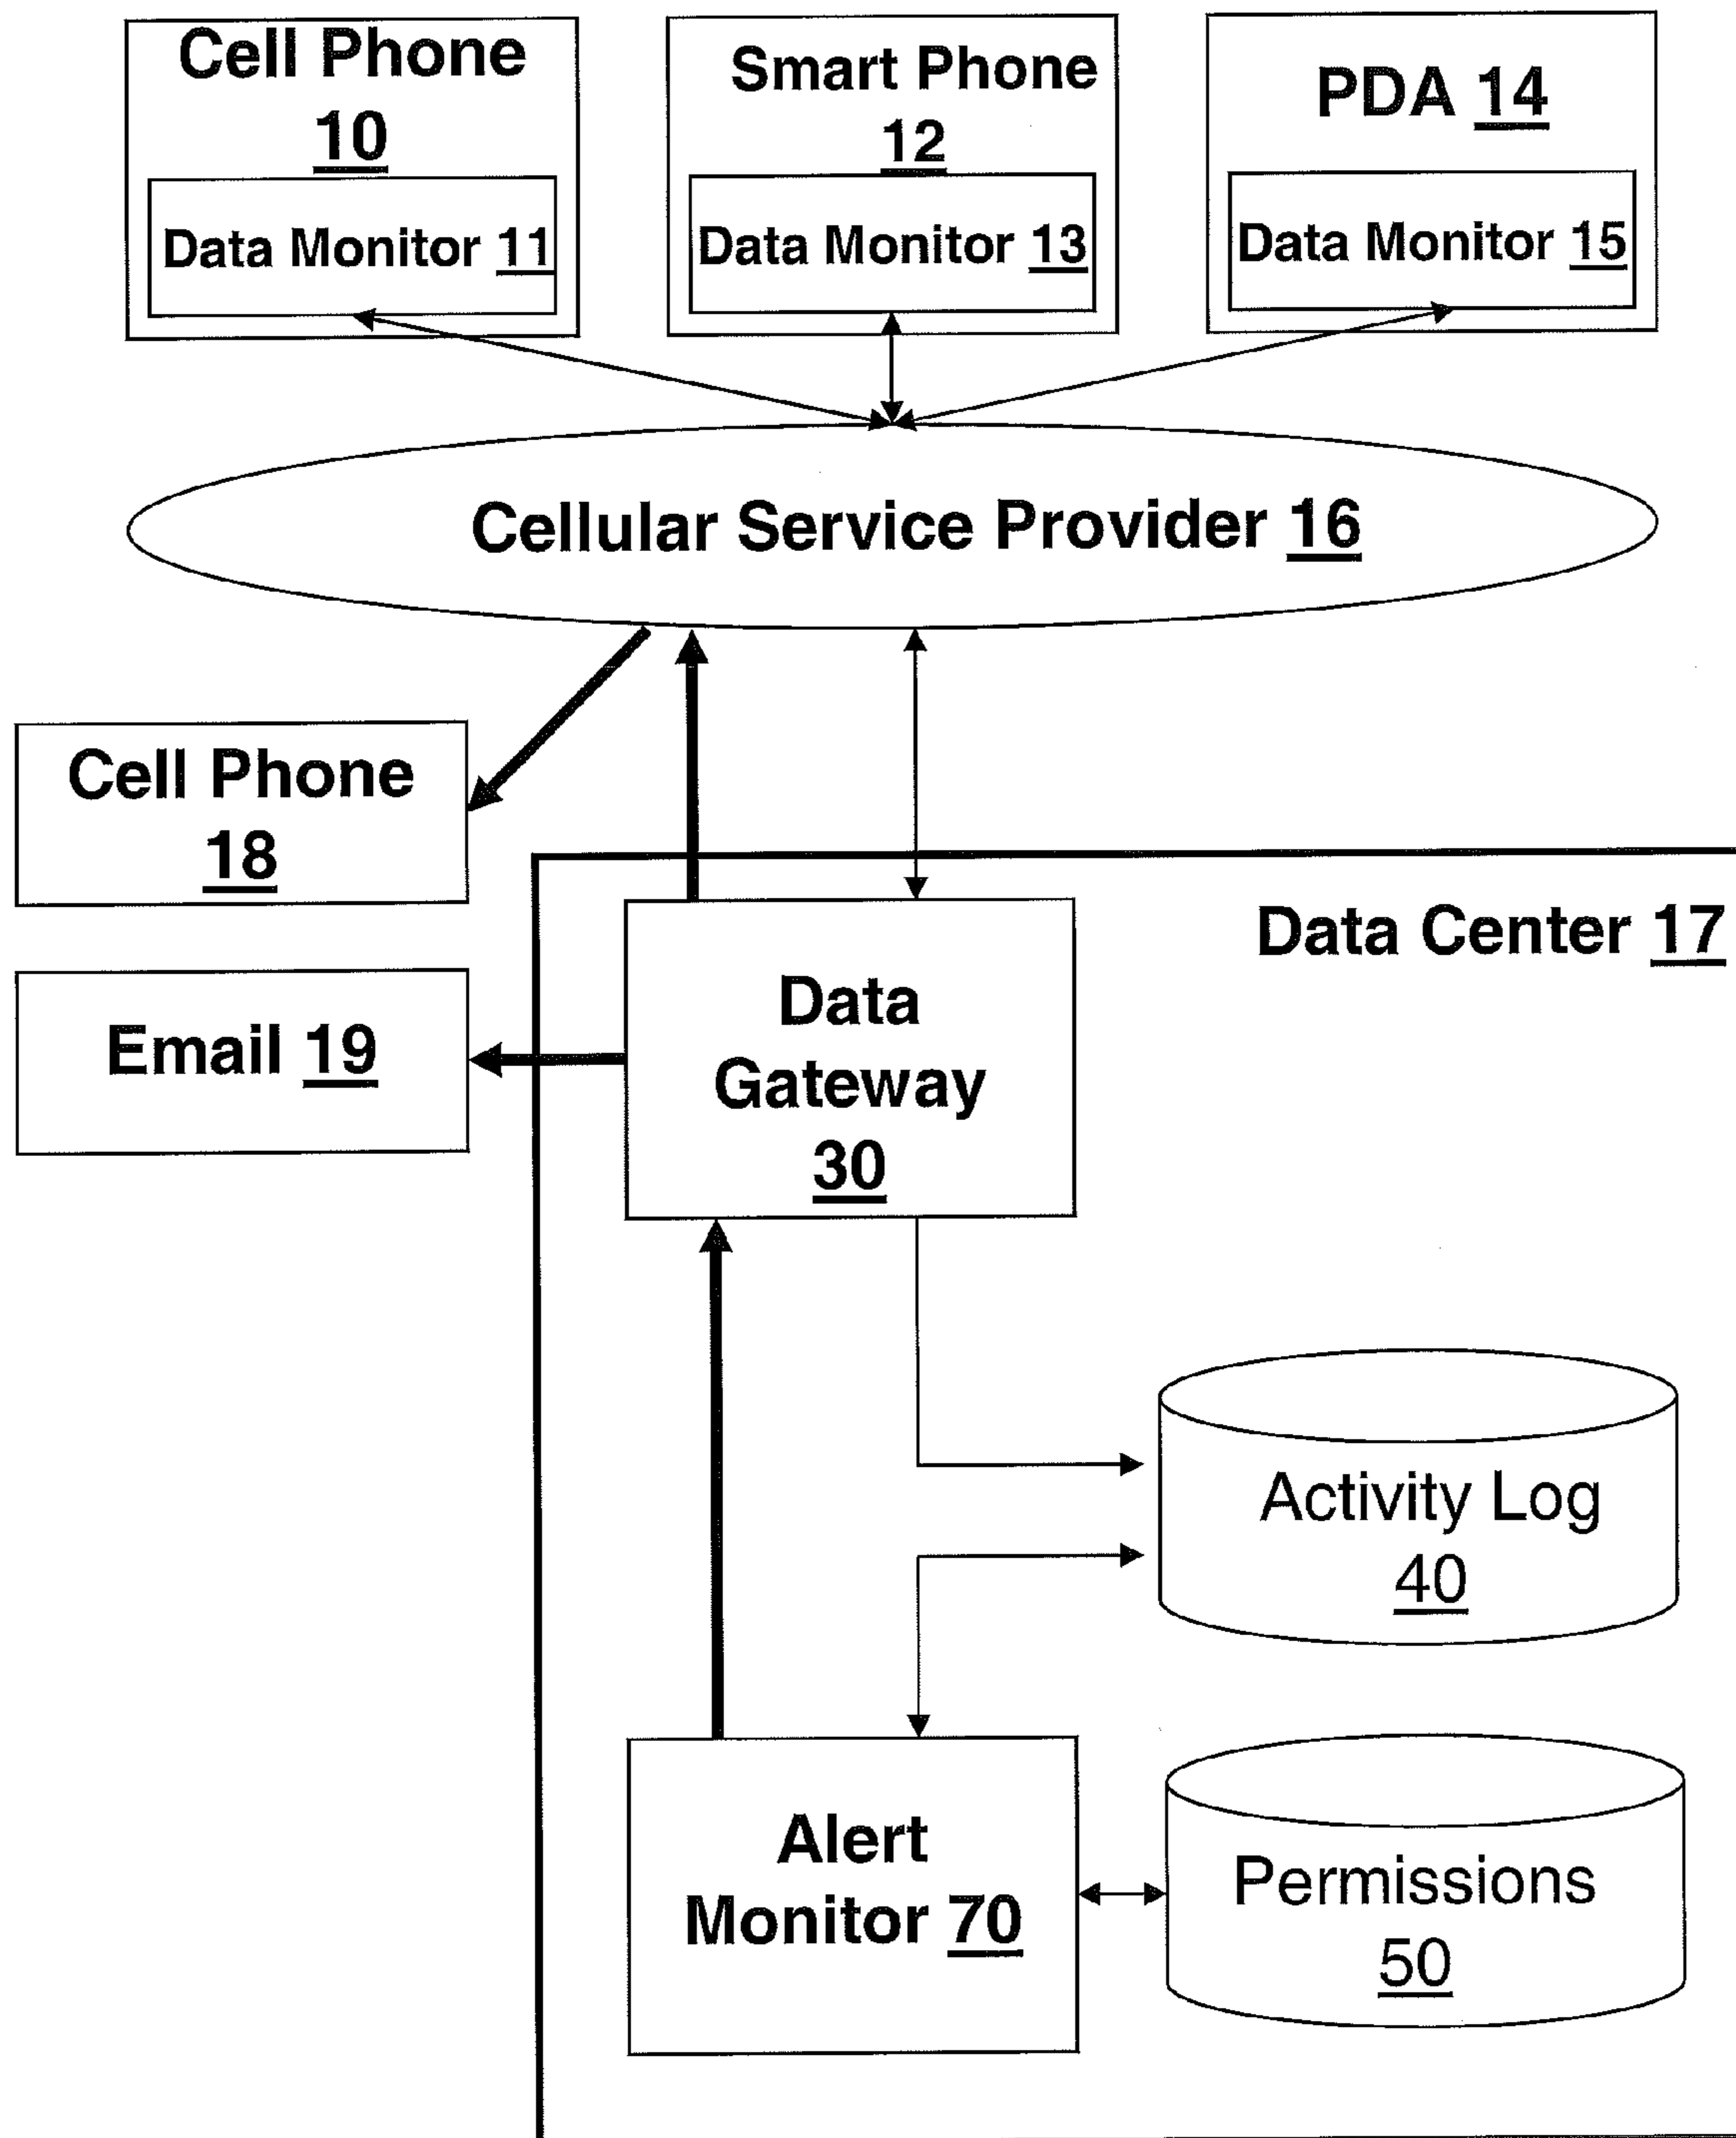 Cell Phone
10
Data Monitor 11
Smart Phone
12
Data Monitor 13
PDA 14
Data Monitor 15
Cellular Service Provider 16
Cell Phone
18
Data Center 17
Email 19
Data
Gateway
30
Activity Log
40
Alert
Monitor 70
Permissions
50